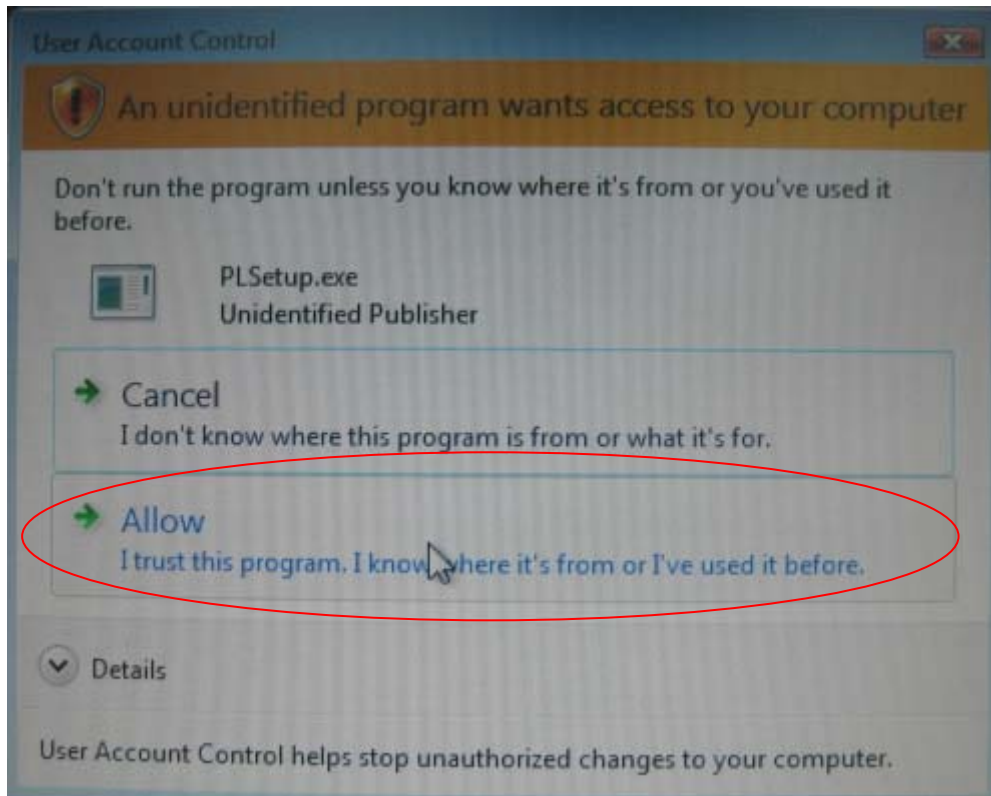 User Account Control
An unidentified program wants access to your computer
Don't run the program unless you know where it's from or you've used it
before.
PLSetup.exe
Unidentified Publisher
Cancel
I don't know where this program is from or what it's for.
Allow
I trust this program. I know where it's from or I've used it before.
Details
User Account Control helps stop unauthorized changes to your computer.